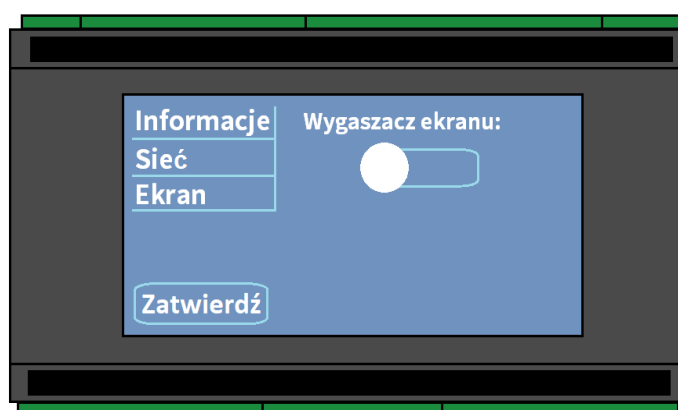 Informacje
Sieć
Ekran
Wygaszacz ekranu:
Zatwierdź